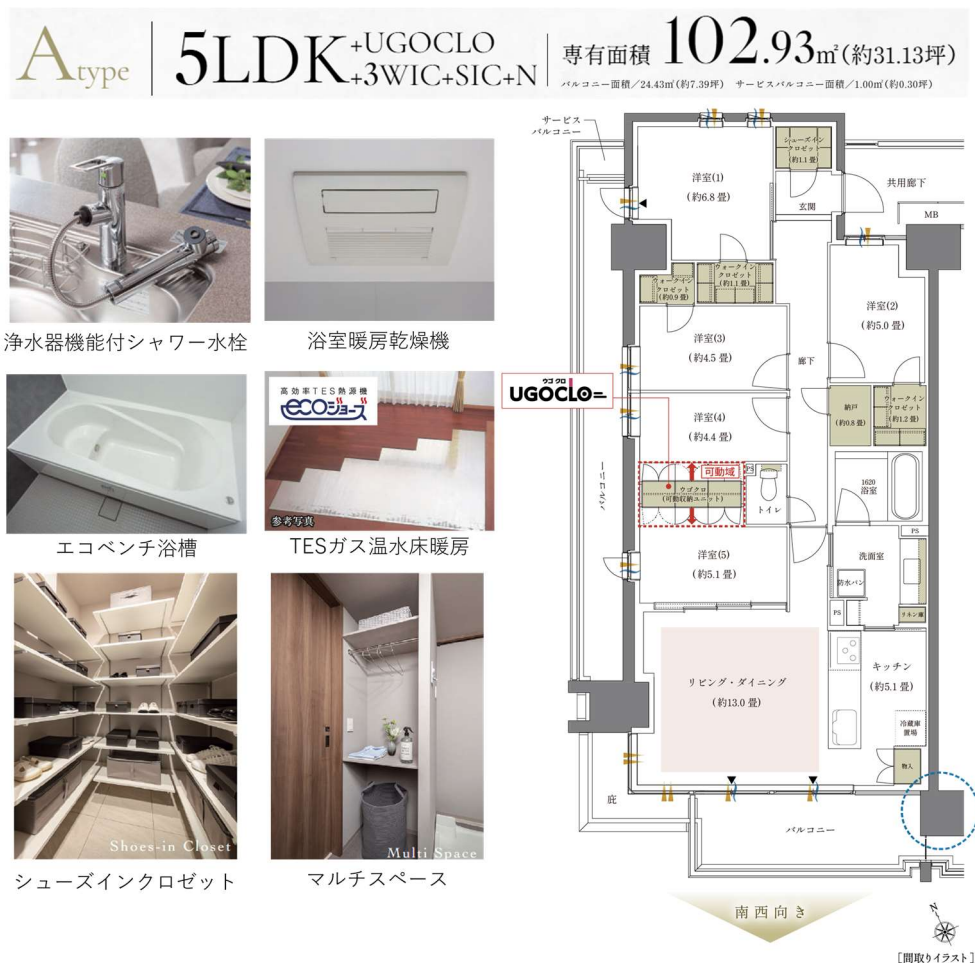 A type
5LDK +UGOCLO +3WIC+SIC+N
専有面積 102.93㎡(約31.13坪)
バルコニー面積／24.43㎡(約7.39坪) サービスバルコニー面積／1.00㎡(約0.30坪)
浄水器機能付シャワー水栓
浴室暖房乾燥機
高効率TES熱源機
ecoジョーズ
参考写真
エコベンチ浴槽
TESガス温水床暖房
Shoes-in Closet
Multi Space
シューズインクロゼット
マルチスペース
サービス
バルコニー
シューズイン
クロゼット
(約1.1畳)
洋室(1)
(約6.8畳)
玄関
共用廊下
MB
ウォークイン
クロゼット
(約0.9畳)
ウォークイン
クロゼット
(約1.1畳)
洋室(2)
(約5.0畳)
洋室(3)
(約4.5畳)
廊下
ウゴクロ
UGOCLO
洋室(4)
(約4.4畳)
納戸
(約0.8畳)
ウォークイン
クロゼット
(約1.2畳)
可動域
PS
ウゴクロ
(可動収納ユニット)
トイレ
1620
浴室
バルコニー
PS
洋室(5)
(約5.1畳)
洗面室
防水パン
PS
リネン庫
リビング・ダイニング
(約13.0畳)
キッチン
(約5.1畳)
冷蔵庫
置場
物入
庇
バルコニー
南西向き
N
[間取りイラスト]